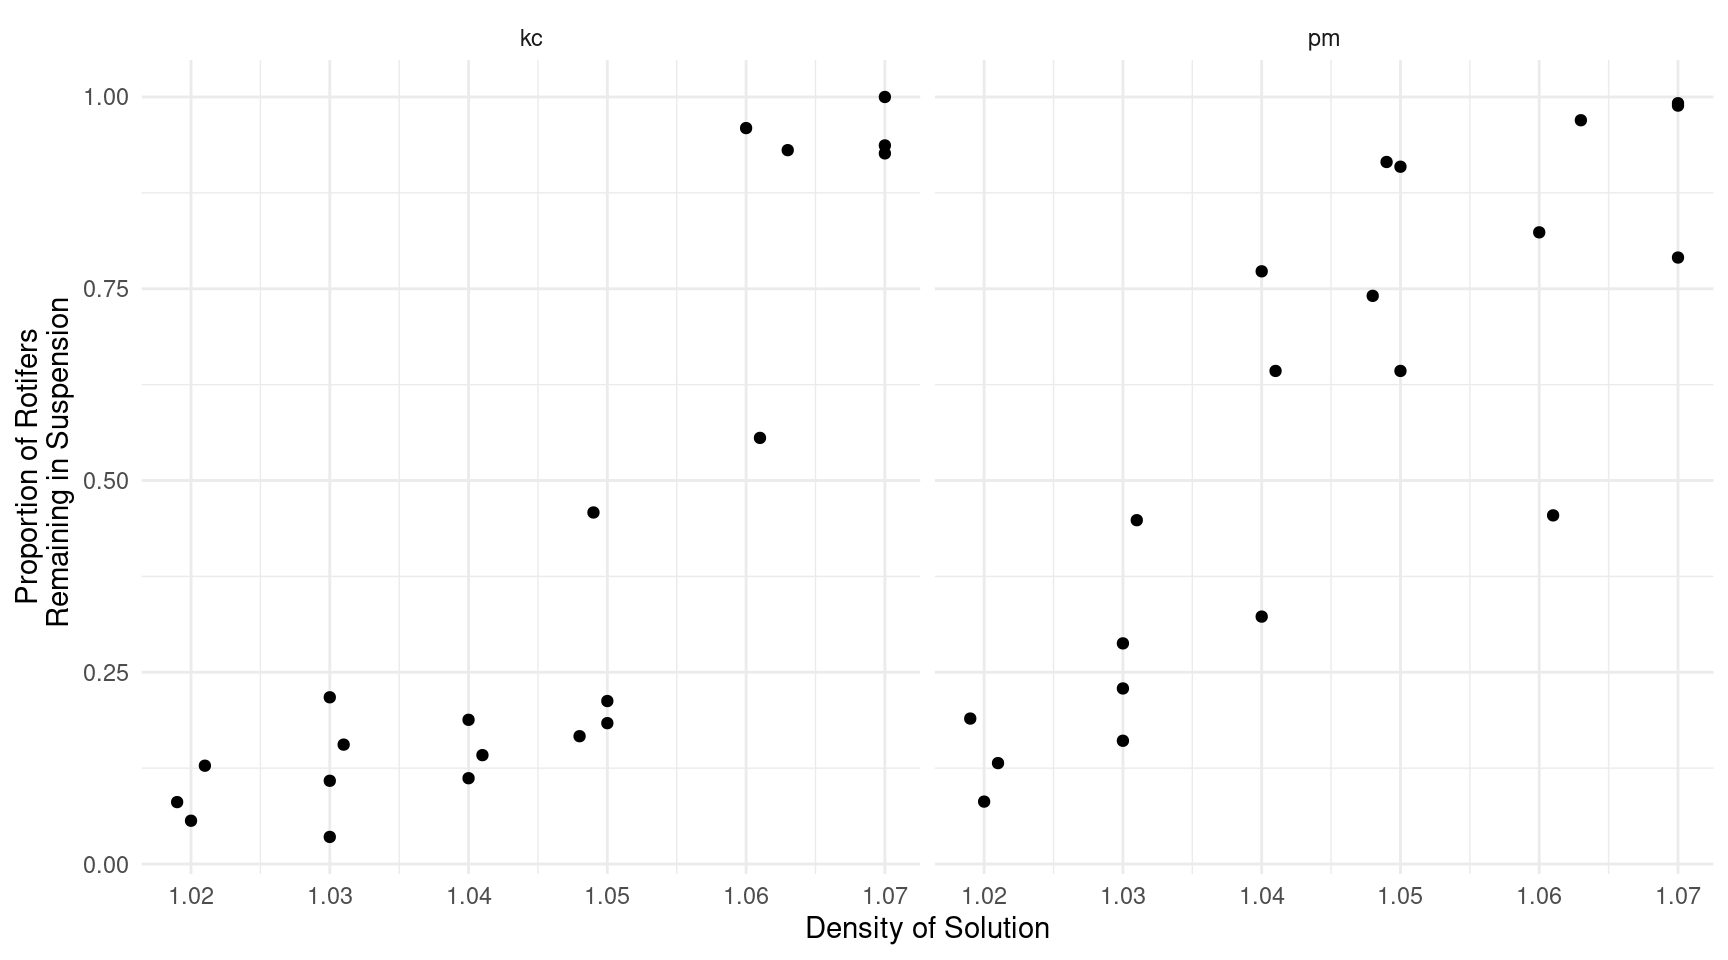 kc
pm
1.00
0.75
0.50
0.25
0.00
Proportion of Rotifers
Remaining in Suspension
1.02 1.03 1.04 1.05 1.06 1.07
1.02 1.03 1.04 1.05 1.06 1.07
Density of Solution